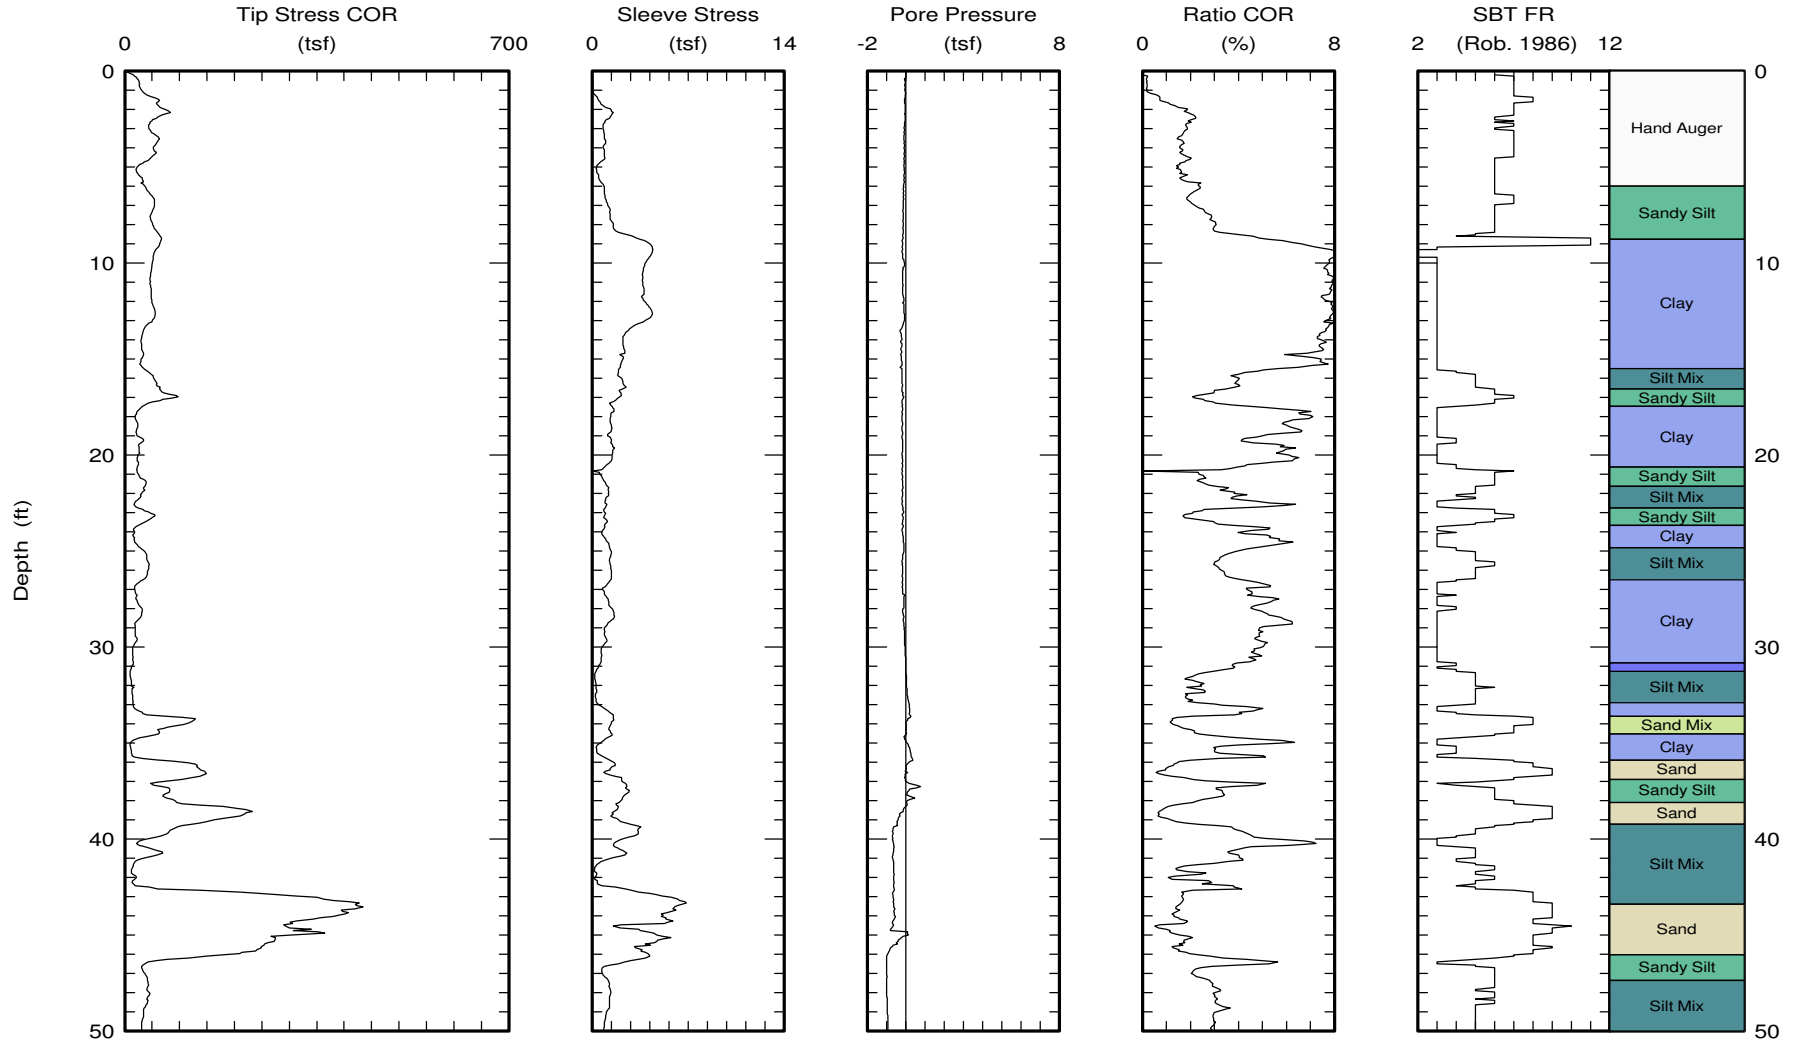 Tip Stress COR Sleeve Stress Pore Pressure Ratio COR SBT FR
0 (tsf) 700 0 (tsf) 14 -2 (tsf) 8 0 (%) 8 2 (Rob. 1986) 12
0 0
Hand Auger
Sandy Silt
10 10
Clay
Silt Mix
Sandy Silt
Clay
20 20
Sandy Silt
Silt Mix
Sandy Silt
Clay
Depth (ft)
Silt Mix
Clay
30 30
Silt Mix
Sand Mix
Clay
Sand
Sandy Silt
Sand
40 40
Silt Mix
Sand
Sandy Silt
Silt Mix
50 50